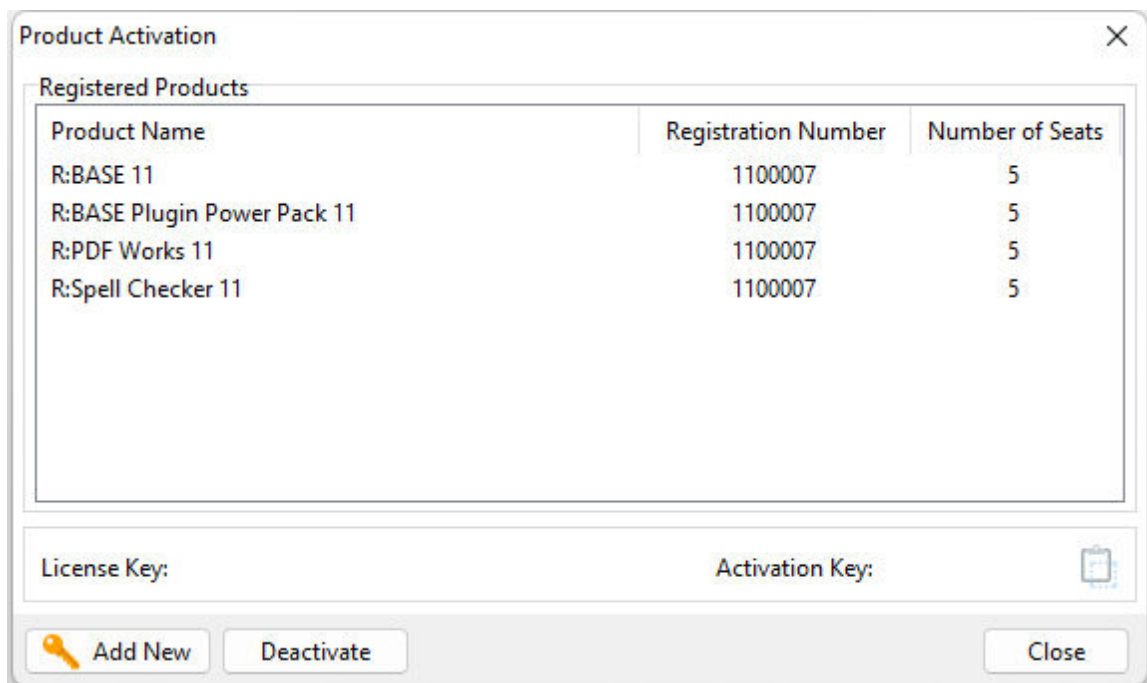 Product Activation
Registered Products
Product Name Registration Number Number of Seats
R:BASE 11 1100007 5
R:BASE Plugin Power Pack 11 1100007 5
R:PDF Works 11 1100007 5
R:Spell Checker 11 1100007 5
License Key: Activation Key:
Add New Deactivate Close